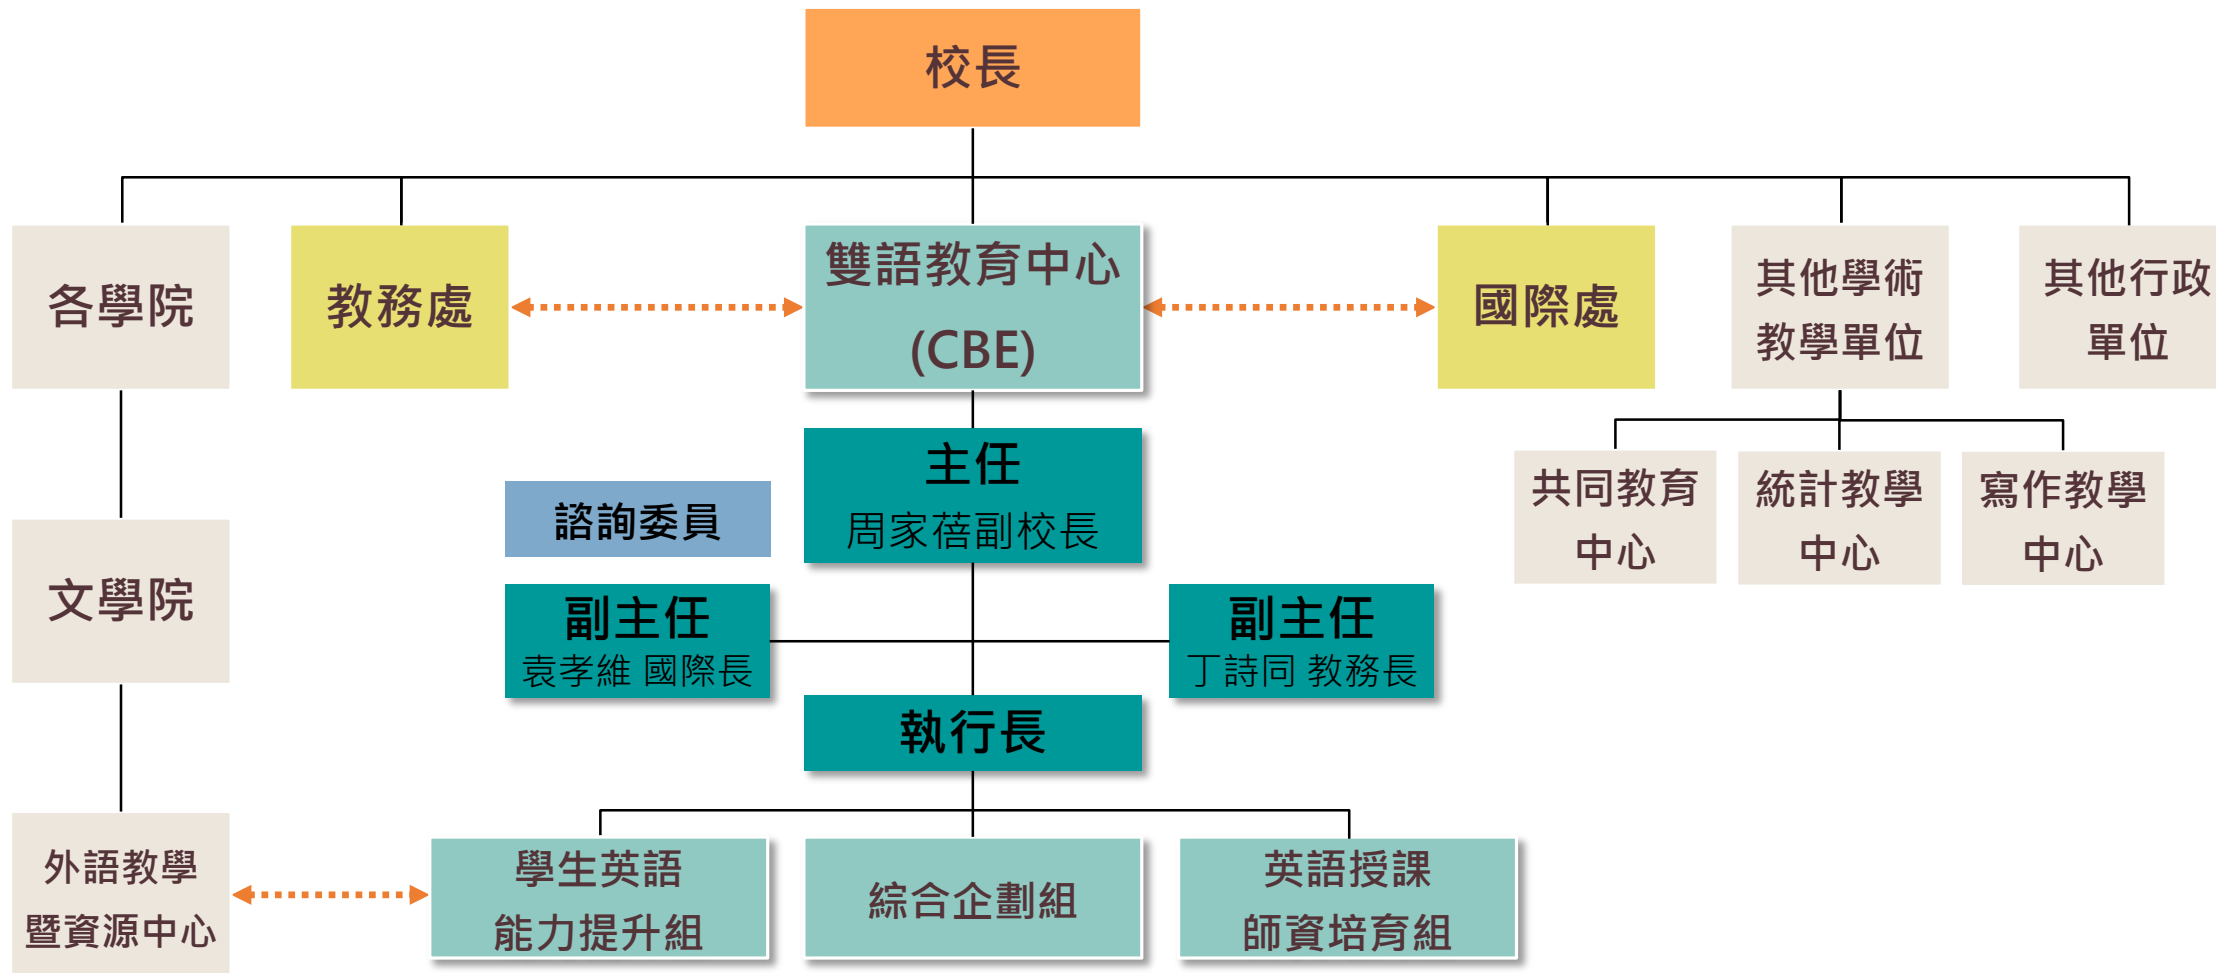 校長
各學院
教務處
雙語教育中心
(CBE)
國際處
其他學術
教學單位
其他行政
單位
主任
周家蓓副校長
諮詢委員
共同教育
中心
統計教學
中心
寫作教學
中心
文學院
副主任
袁孝維 國際長
副主任
丁詩同 教務長
執行長
外語教學
暨資源中心
學生英語
能力提升組
綜合企劃組
英語授課
師資培育組